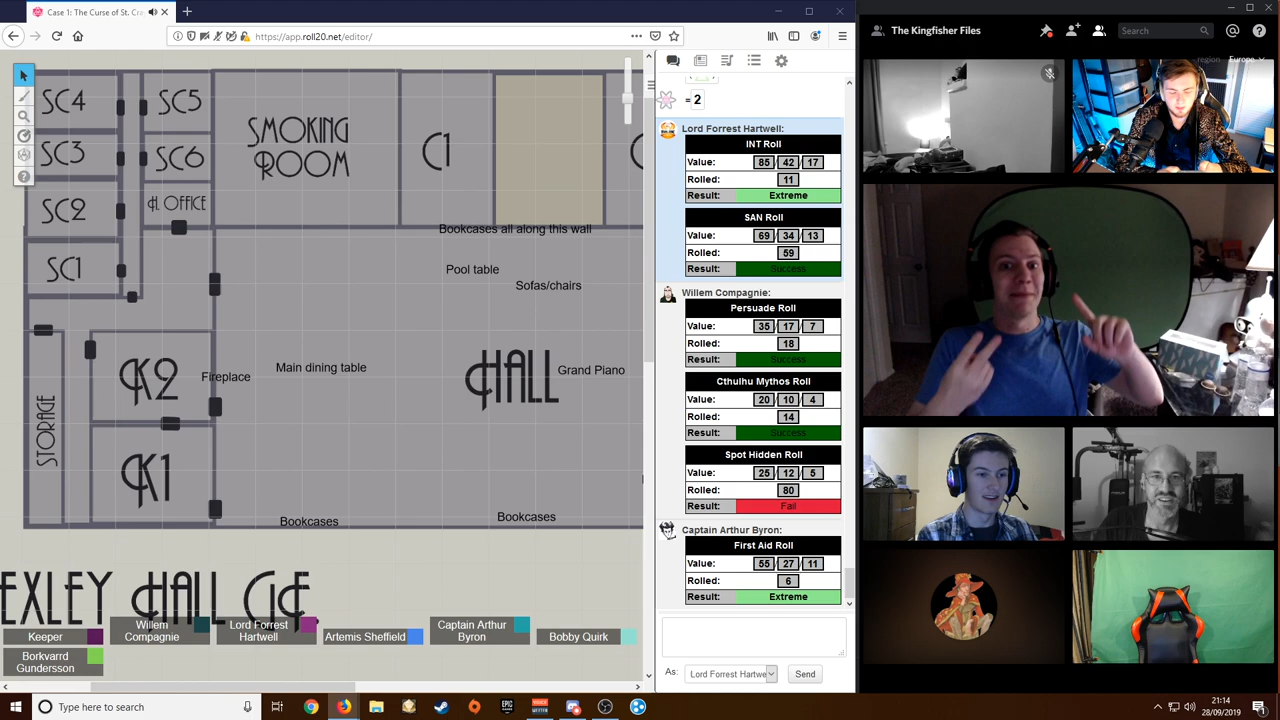 Case 1: The Curse of St. Cra
https://app.roll20.net/editor/
SC4
SC3
SC2
SC1
SC5
SC6
SMOKING
ROOM
C1
Bookcases all along this wall
Pool table
Sofas/chairs
K2
Fireplace
Main dining table
HALL
Grand Piano
STORAGE
K1
Bookcases
Bookcases
EXLEY HALL
Keeper
Willem
Compagnie
Lord Forrest
Hartwell
Artemis Sheffield
Captain Arthur
Byron
Bobby Quirk
Borkvarrd
Gundersson
= 2
Lord Forrest Hartwell:
INT Roll
Value: 85 42 17
Rolled: 11
Result: Extreme
SAN Roll
Value: 69 34 13
Rolled: 59
Result: Success
Willem Compagnie:
Persuade Roll
Value: 35 17 7
Rolled: 18
Result: Success
Cthulhu Mythos Roll
Value: 20 10 4
Rolled: 14
Result: Success
Spot Hidden Roll
Value: 25 12 5
Rolled: 80
Result: Fail
Captain Arthur Byron:
First Aid Roll
Value: 55 27 11
Rolled: 6
Result: Extreme
As: Lord Forrest Hartwe
Send
The Kingfisher Files
Search
region
Europe
Type here to search
EPIC
GAMES
21:14
28/09/2019